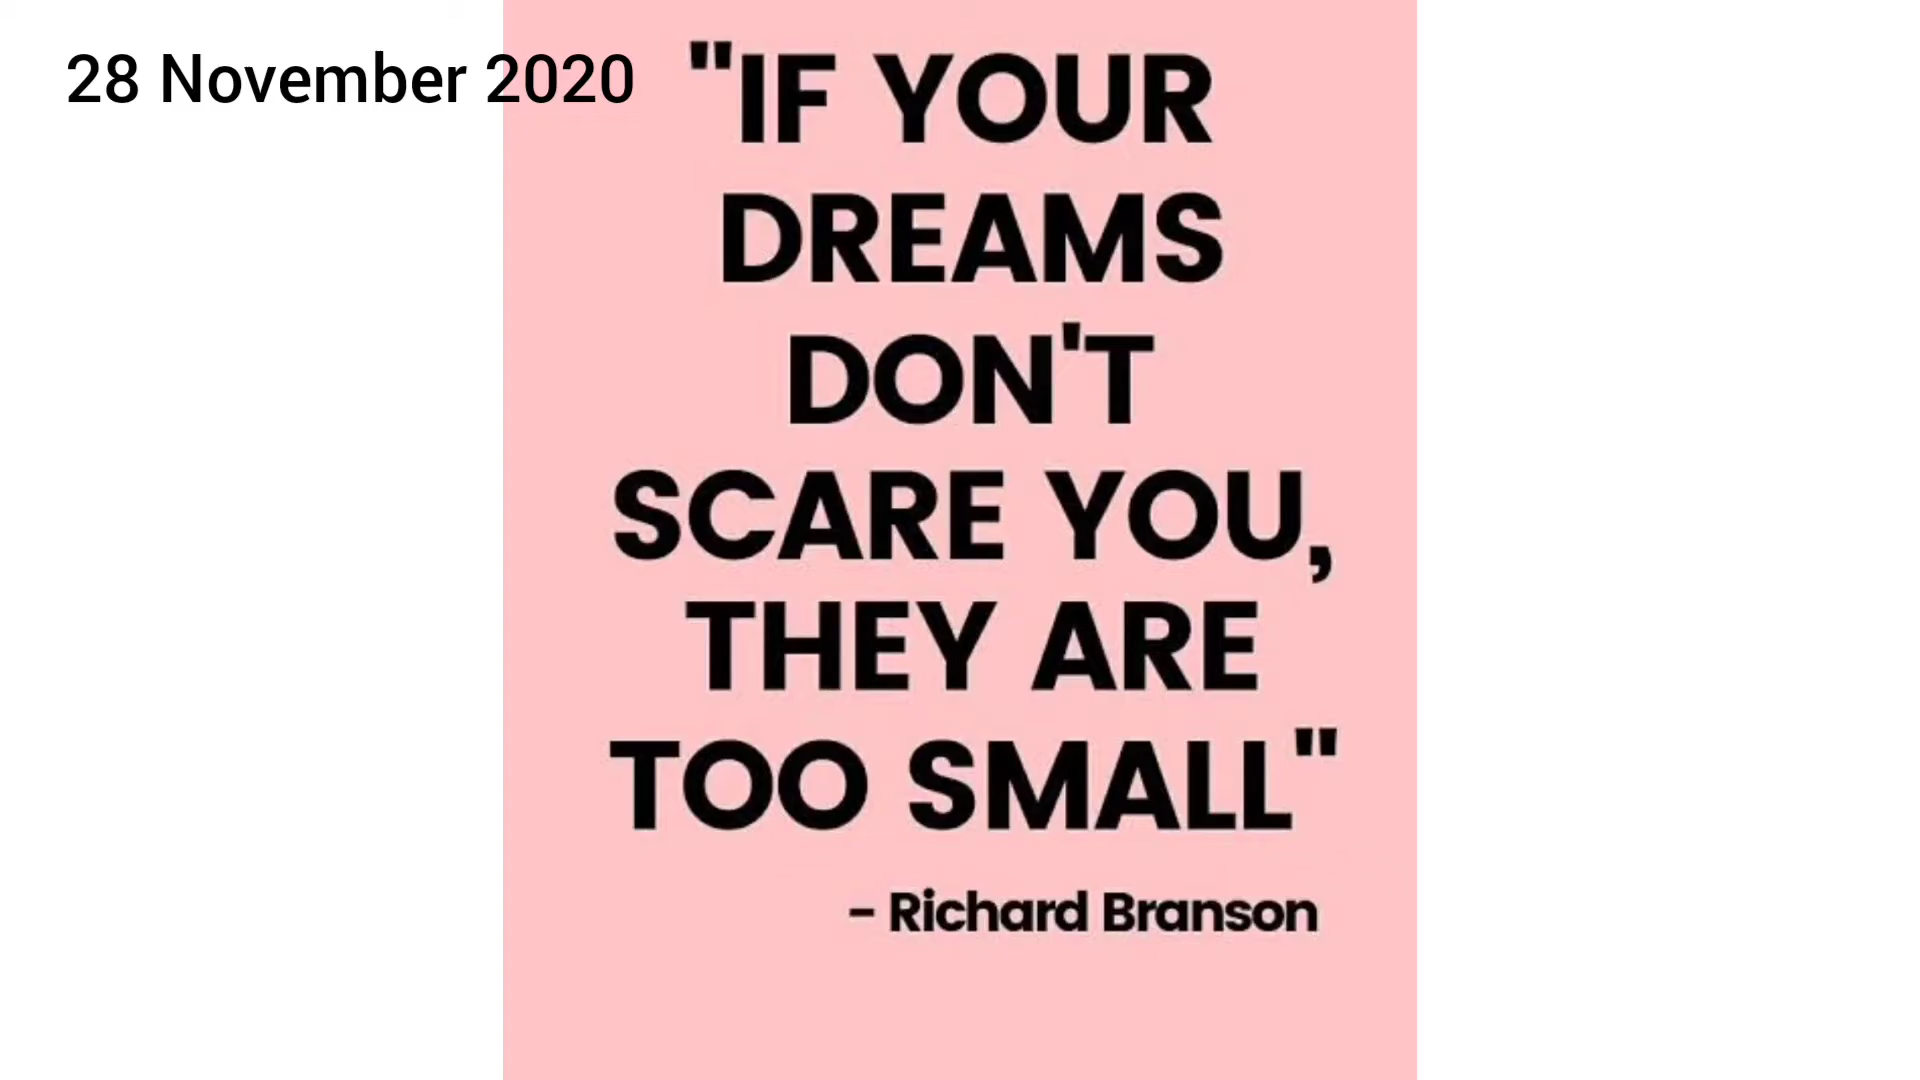 28 November 2020
"IF YOUR
DREAMS
DON'T
SCARE YOU,
THEY ARE
TOO SMALL"
- Richard Branson